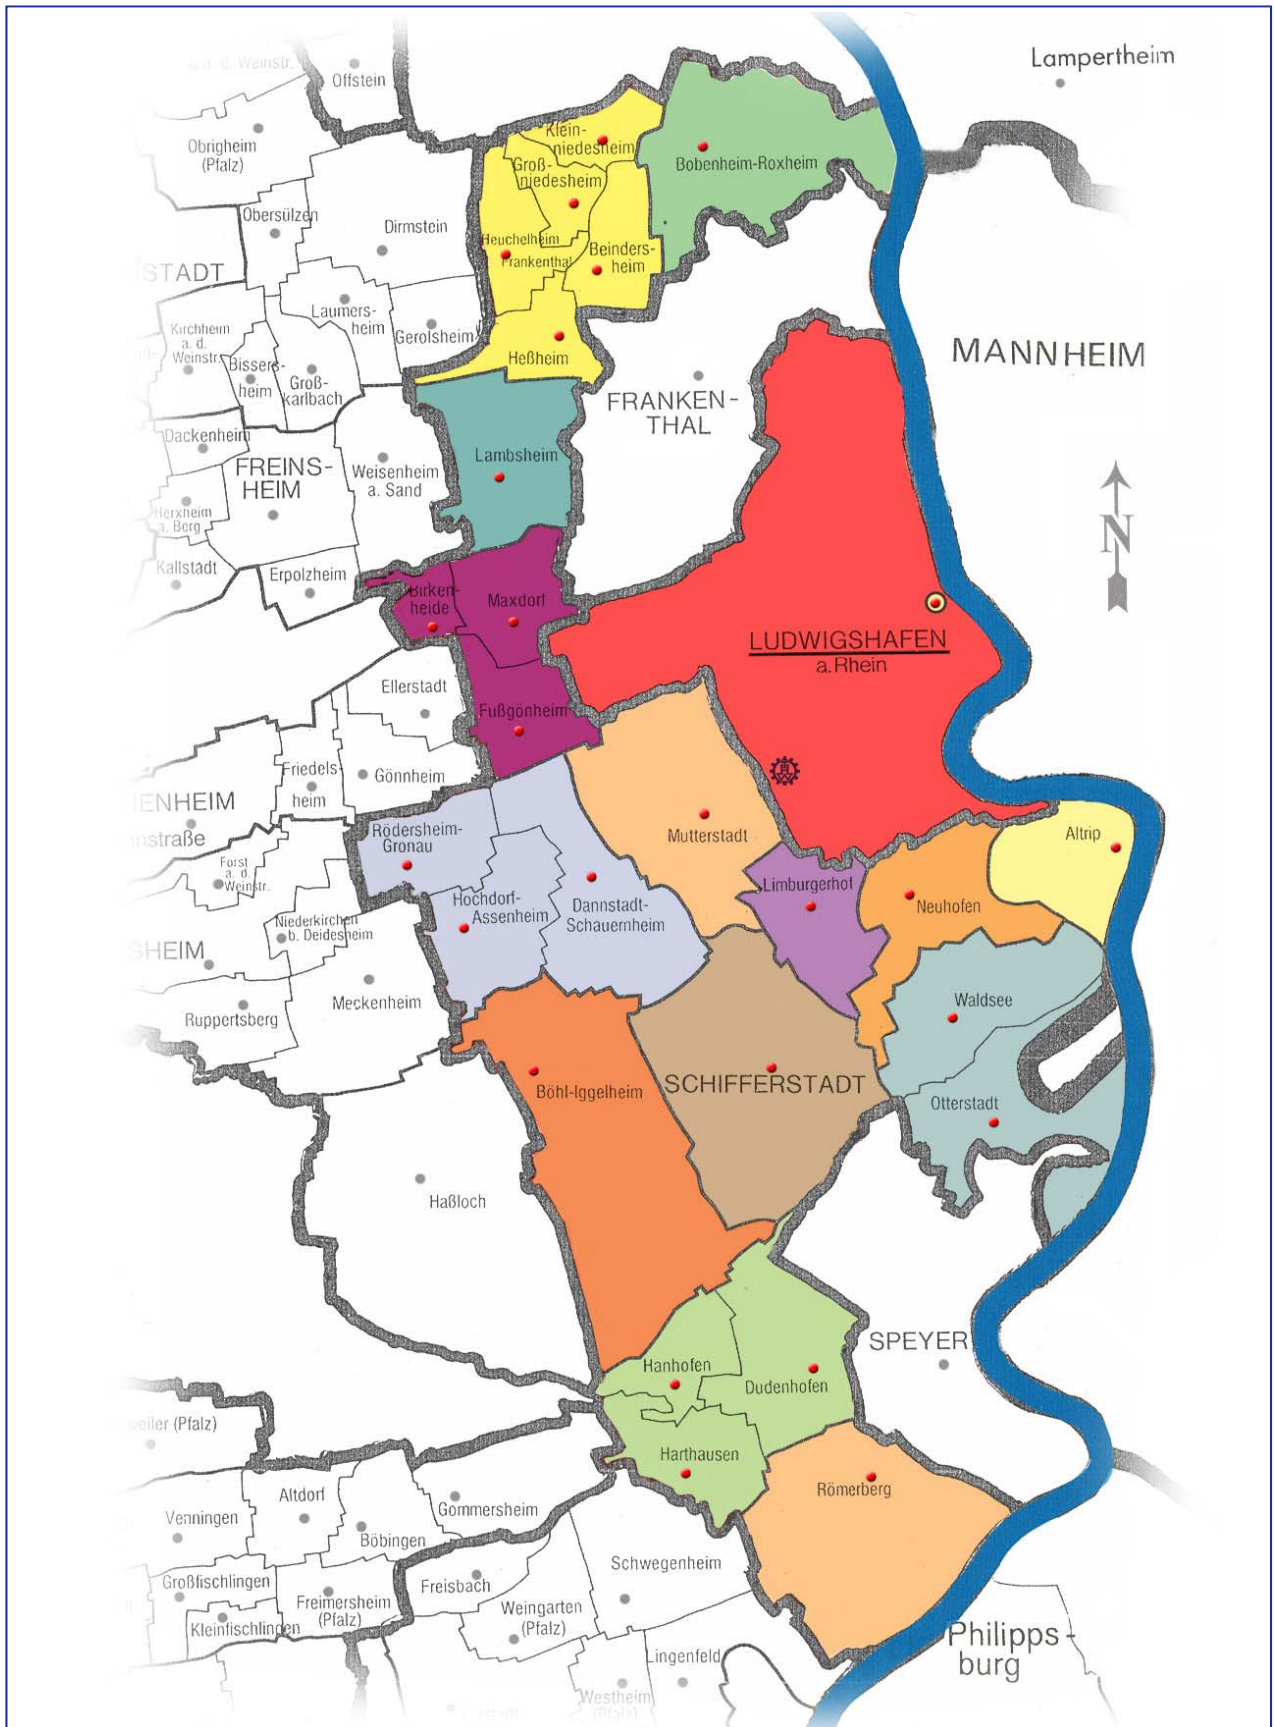 a. d. Weinstr.
Offstein
Lampertheim
Obrigheim
(Pfalz)
Klein-
niedesheim
Groß-
niedesheim
Bobenheim-Roxheim
Obersülzen
Dirmstein
Heuchelheim
Frankenthal
Beinders-
heim
STADT
Laumers-
heim
Gerolsheim
Kirchheim
a. d.
Weinstr.
Bissers-
heim
Groß-
karlbach
Heßheim
MANNHEIM
FRANKEN-
THAL
Dackenheim
FREINS-
HEIM
Weisenheim
a. Sand
Lambsheim
Herxheim
a. Berg
N
Kallstadt
Erpolzheim
Birken-
heide
Maxdorf
LUDWIGSHAFEN
a. Rhein
Ellerstadt
Fußgönheim
Friedels-
heim
Gönnheim
HENHEIM
instraße
Rödersheim-
Gronau
Mutterstadt
Altrip
Forst
a. d.
Weinstr.
Limburgerhof
Neuhofen
Hochdorf-
Assenheim
Dannstadt-
Schauernheim
Niederkirchen
b. Deidesheim
SHEIM
Meckenheim
Ruppertsberg
Waldsee
Böhl-Iggelheim
SCHIFFERSTADT
Otterstadt
Haßloch
SPEYER
Hanhofen
Dudenhofen
weiler (Pfalz)
Harthausen
Römerberg
Altdorf
Gommersheim
Venningen
Böbingen
Schwegenheim
Großfischlingen
Freimersheim
(Pfalz)
Freisbach
Weingarten
(Pfalz)
Kleinfischlingen
Philipps-
burg
Lingenfeld
Westheim
(Pfalz)